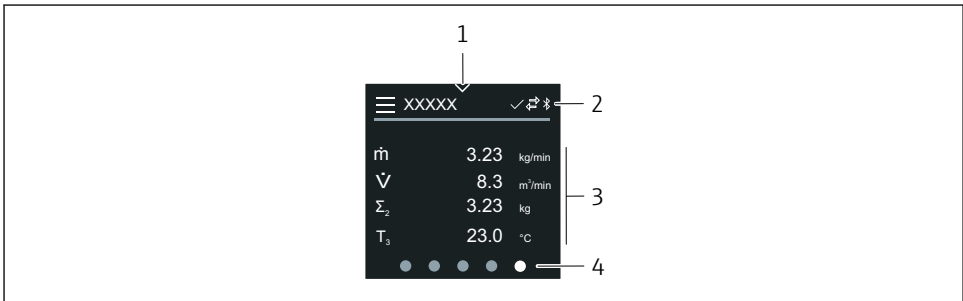 1
XXXXX
2
ṁ 3.23 kg/min
V̇ 8.3 m³/min
Σ₂ 3.23 kg
T₃ 23.0 °C
3
4